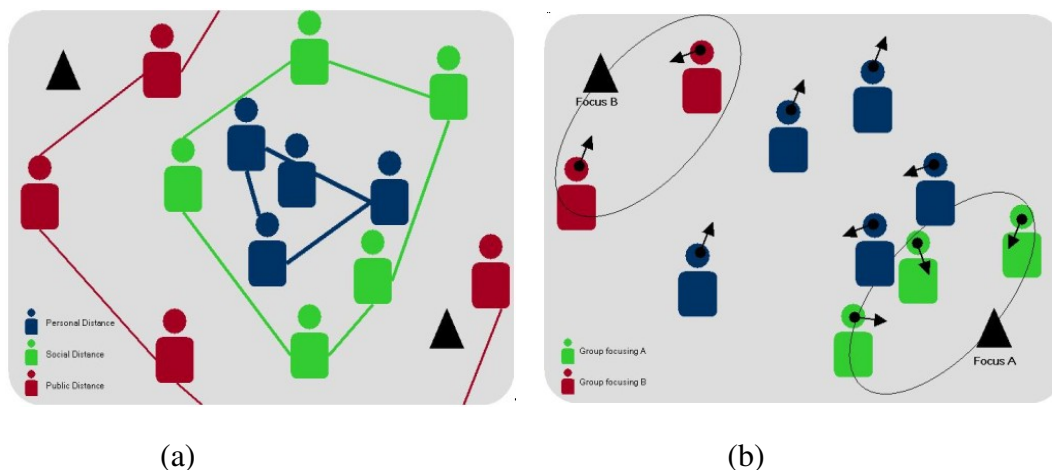 Personal Distance
Social Distance
Public Distance
(a)
Focus B
Focus A
Group focusing A
Group focusing B
(b)